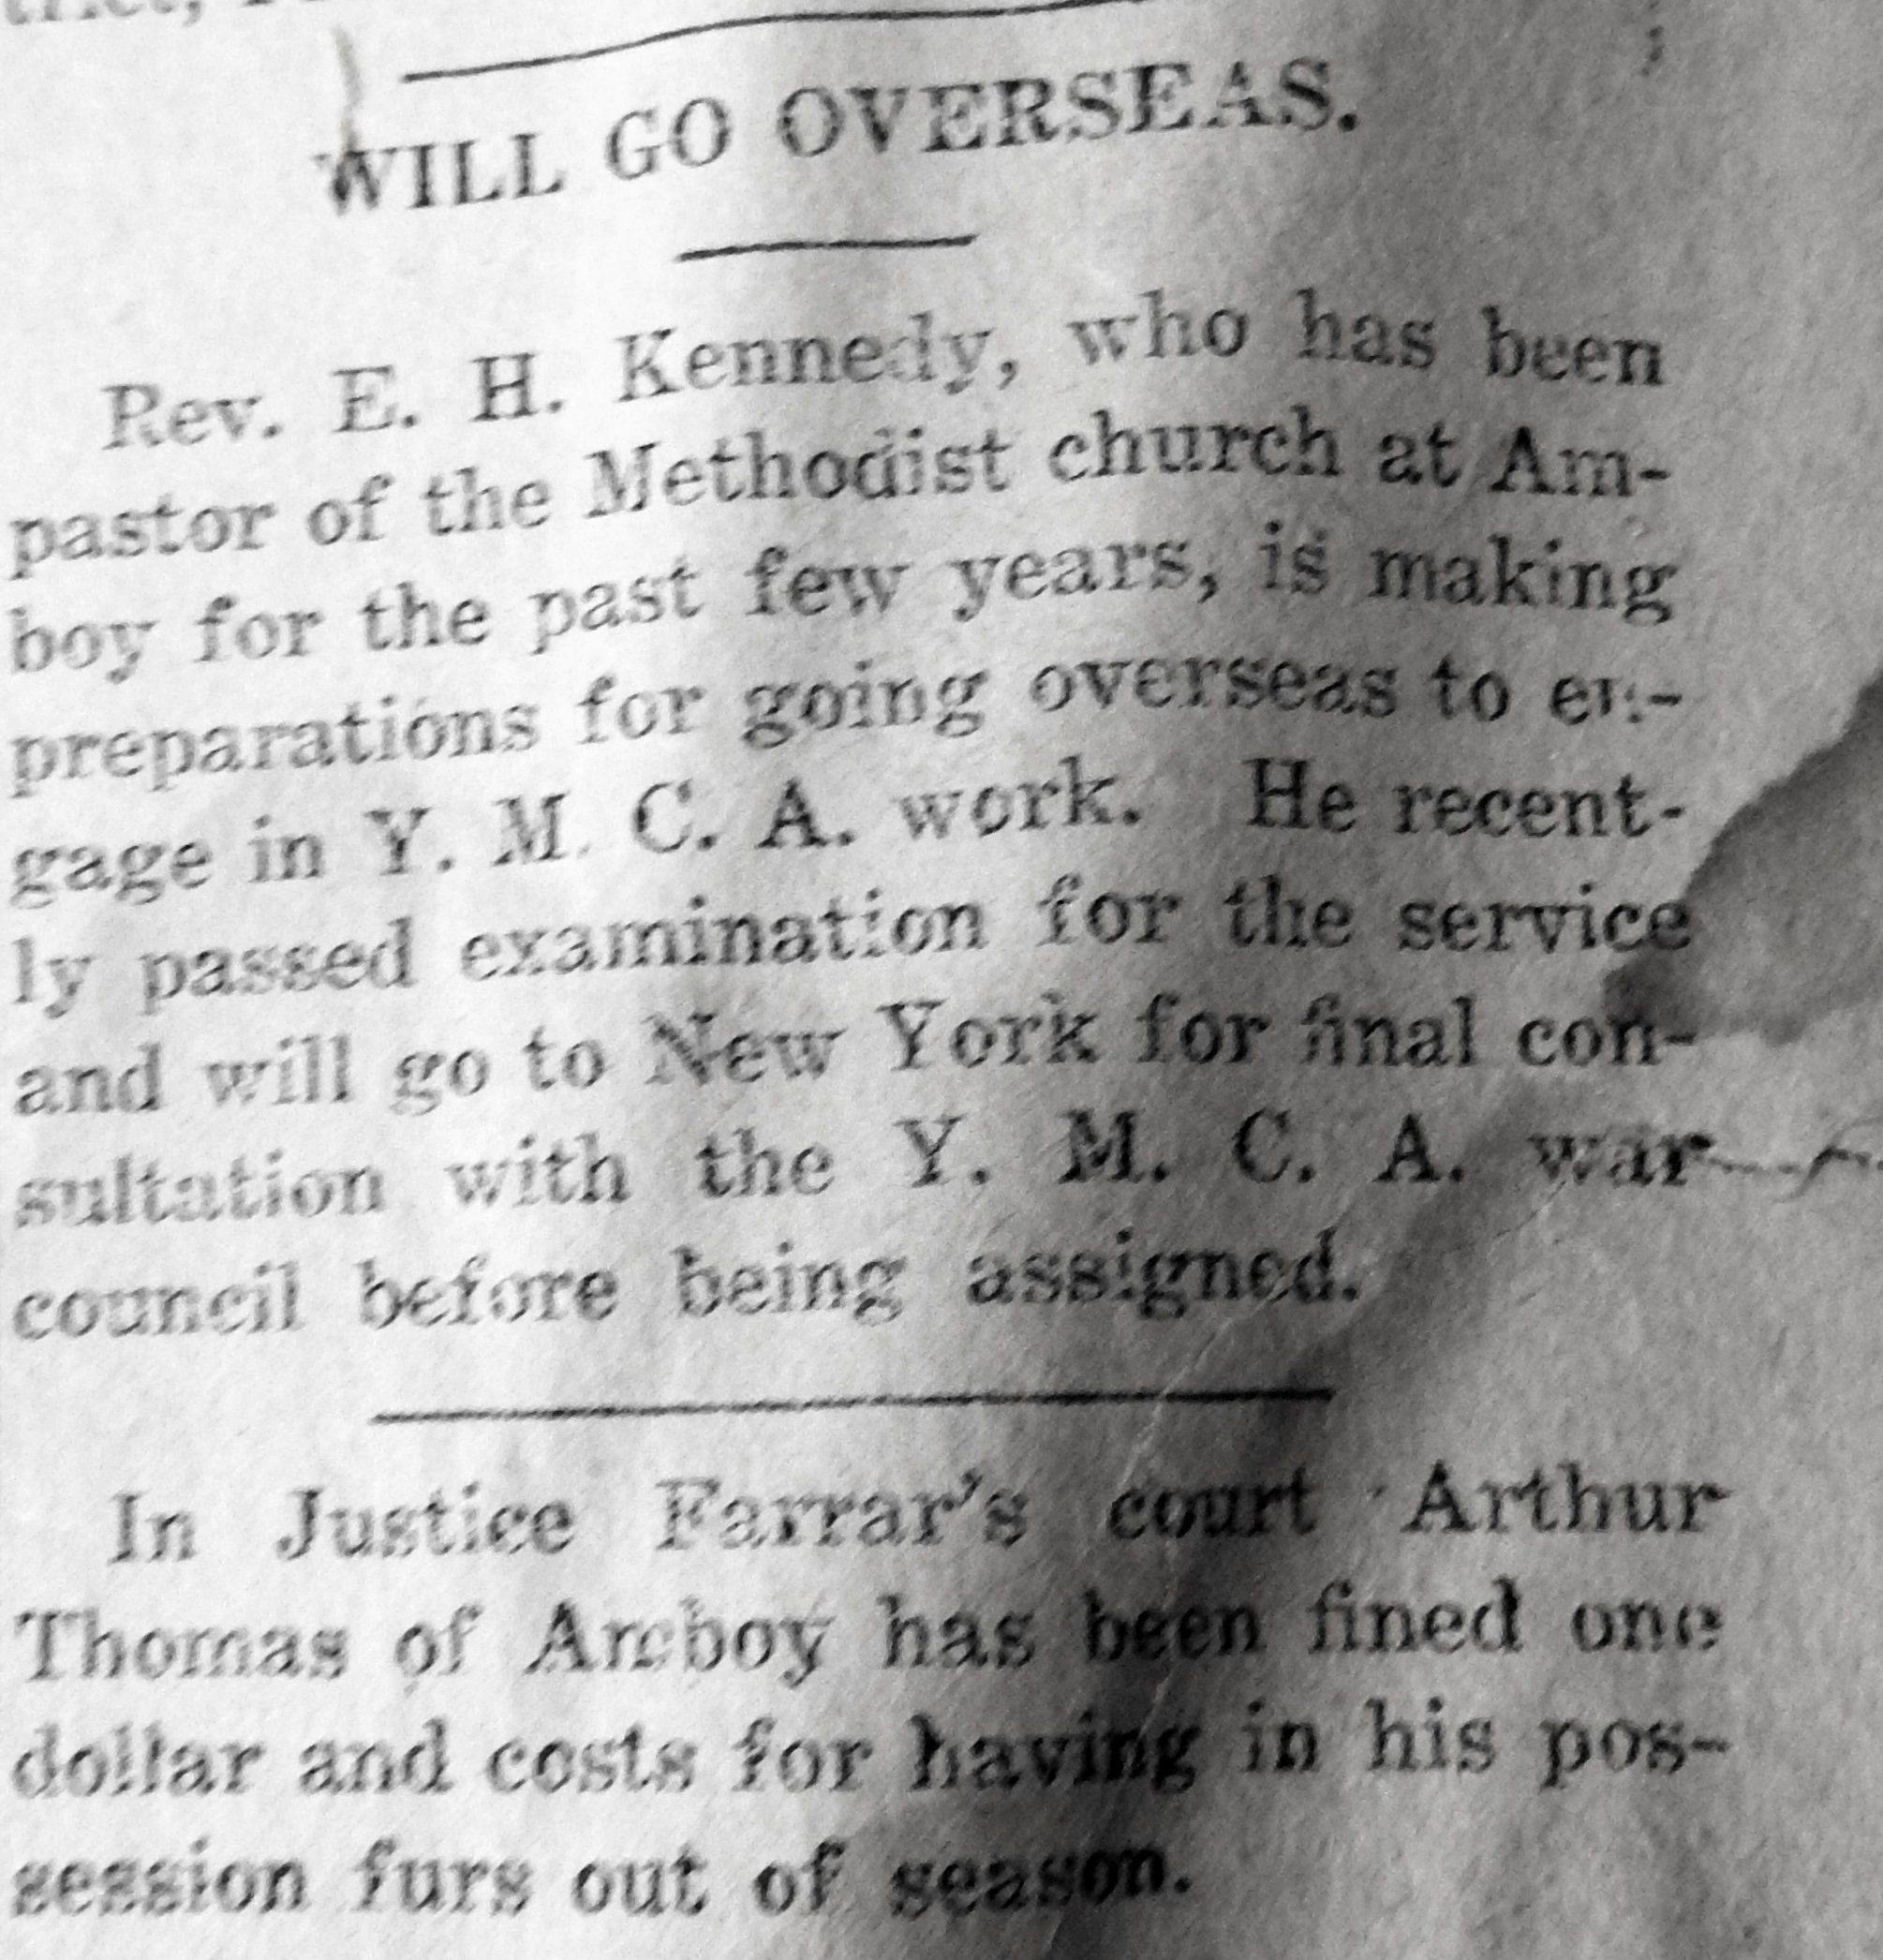 WILL GO OVERSEAS.
Rev. E. H. Kennedy, who has been
pastor of the Methodist church at Am-
boy for the past few years, is making
preparations for going overseas to en-
gage in Y. M. C. A. work. He recent-
ly passed examination for the service
and will go to New York for final con-
sultation with the Y. M. C. A. war
council before being assigned.
In Justice Farrar's court Arthur
Thomas of Amboy has been fined one
dollar and costs for having in his pos-
session furs out of season.